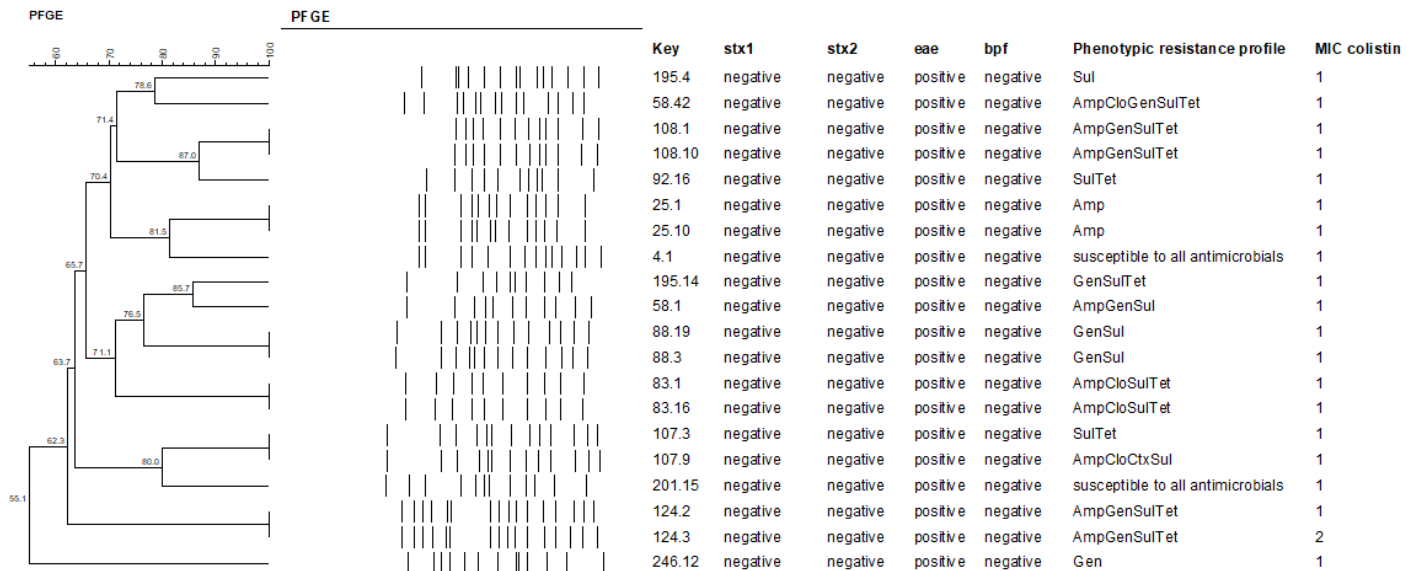 PFGE PFGE
60 70 80 90 100
Key stx1 stx2 eae bpf Phenotypic resistance profile MIC colistin
195.4 negative negative positive negative Sul 1
78.6
58.42 negative negative positive negative AmpCloGenSulTet 1
71.4
108.1 negative negative positive negative AmpGenSulTet 1
87.0
108.10 negative negative positive negative AmpGenSulTet 1
70.4
92.16 negative negative positive negative SulTet 1
25.1 negative negative positive negative Amp 1
81.5
25.10 negative negative positive negative Amp 1
4.1 negative negative positive negative susceptible to all antimicrobials 1
65.7
85.7
195.14 negative negative positive negative GenSulTet 1
76.5
58.1 negative negative positive negative AmpGenSul 1
88.19 negative negative positive negative GenSul 1
63.7 71.1
88.3 negative negative positive negative GenSul 1
83.1 negative negative positive negative AmpCloSulTet 1
83.16 negative negative positive negative AmpCloSulTet 1
62.3
107.3 negative negative positive negative SulTet 1
80.0
107.9 negative negative positive negative AmpCloCtxSul 1
201.15 negative negative positive negative susceptible to all antimicrobials 1
55.1
124.2 negative negative positive negative AmpGenSulTet 1
124.3 negative negative positive negative AmpGenSulTet 2
246.12 negative negative positive negative Gen 1